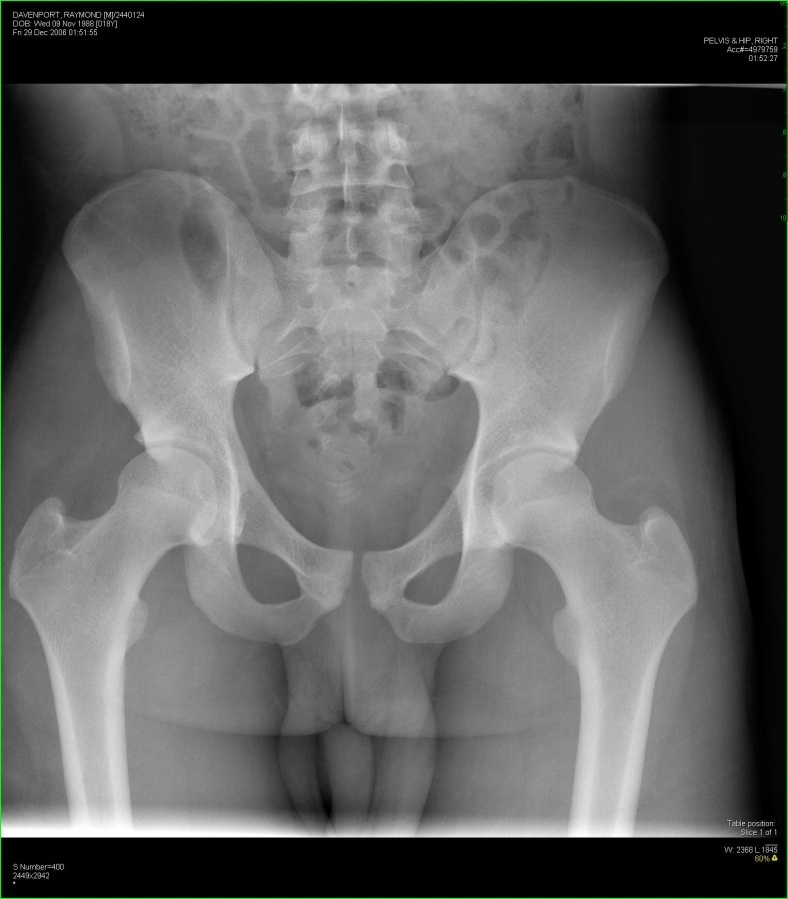 DAVENPORT, RAYMOND [M]/2440124
DOB: Wed 09 Nov 1988 [018Y]
Fri 29 Dec 2006 01:51:55
PELVIS & HIP, RIGHT
Acc#=4979759
01:52:27
Table position:
Slice 1 of 1
W: 2368 L: 1845
60%
S Number=400
2449x2942
*